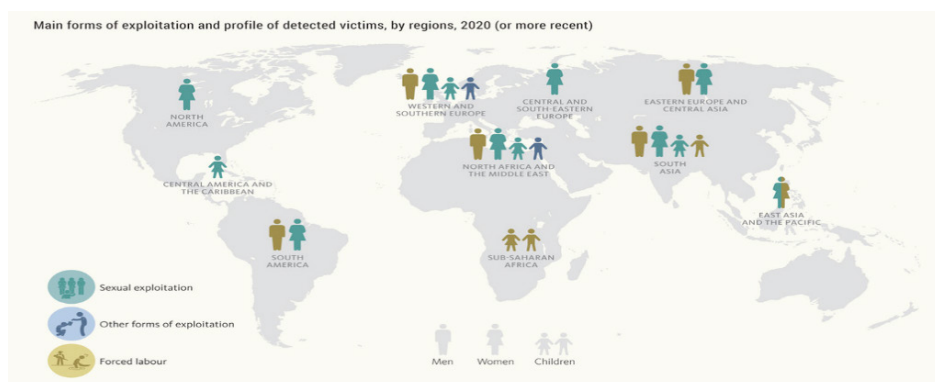 Main forms of exploitation and profile of detected victims, by regions, 2020 (or more recent)
NORTH
AMERICA
WESTERN AND
SOUTHERN EUROPE
CENTRAL AND
SOUTH-EASTERN
EUROPE
EASTERN EUROPE AND
CENTRAL ASIA
CENTRAL AMERICA AND
THE CARIBBEAN
NORTH AFRICA AND
THE MIDDLE EAST
SOUTH
ASIA
EAST ASIA
AND THE PACIFIC
SOUTH
AMERICA
SUB-SAHARAN
AFRICA
Sexual exploitation
Other forms of exploitation
Forced labour
Men
Women
Children